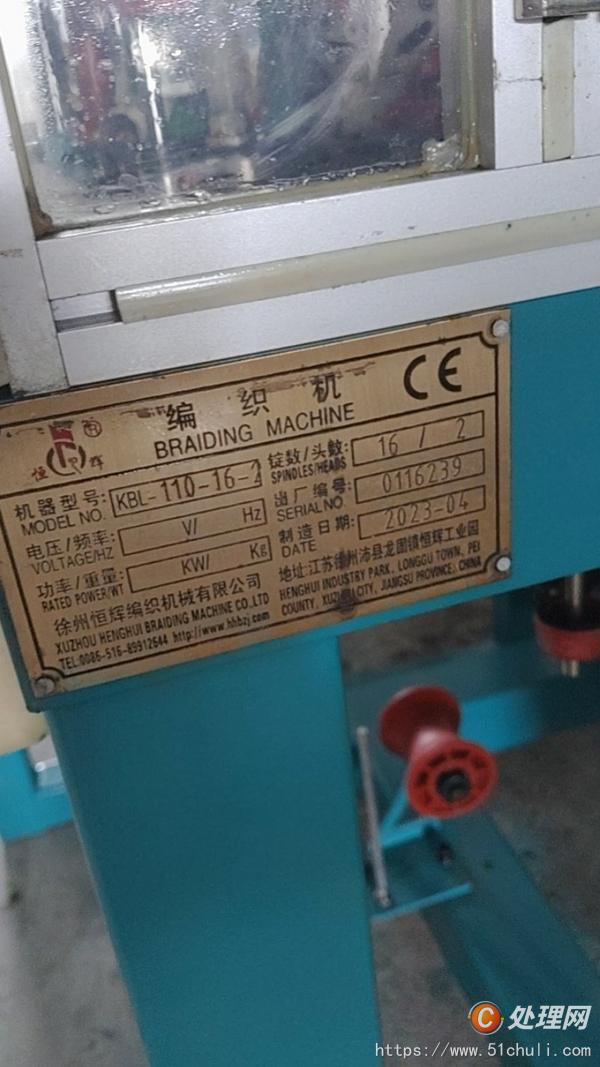 编织机
BRAIDING MACHINE
CE
恒 辉
机器型号: KBL-110-16-2
MODEL NO.
电压/频率: V/ Hz
VOLTAGE/HZ
功率/重量: KW/ Kg
RATED POWER/WT
锭数/头数: 16 / 2
SPINDLES/HEADS
出厂编号: 0116239
SERIAL NO.
制造日期: 2023-04
DATE
徐州恒辉编织机械有限公司
XUZHOU HENGHUI BRAIDING MACHINE CO.,LTD
TEL:0086-516-89912644 http://www.hhbzj.com
地址:江苏徐州沛县龙固镇恒辉工业园
HENGHUI INDUSTRY PARK, LONGGU TOWN, PEI
COUNTY, XUZHOU CITY, JIANGSU PROVINCE, CHINA
C处理网
https://www.51chuli.com